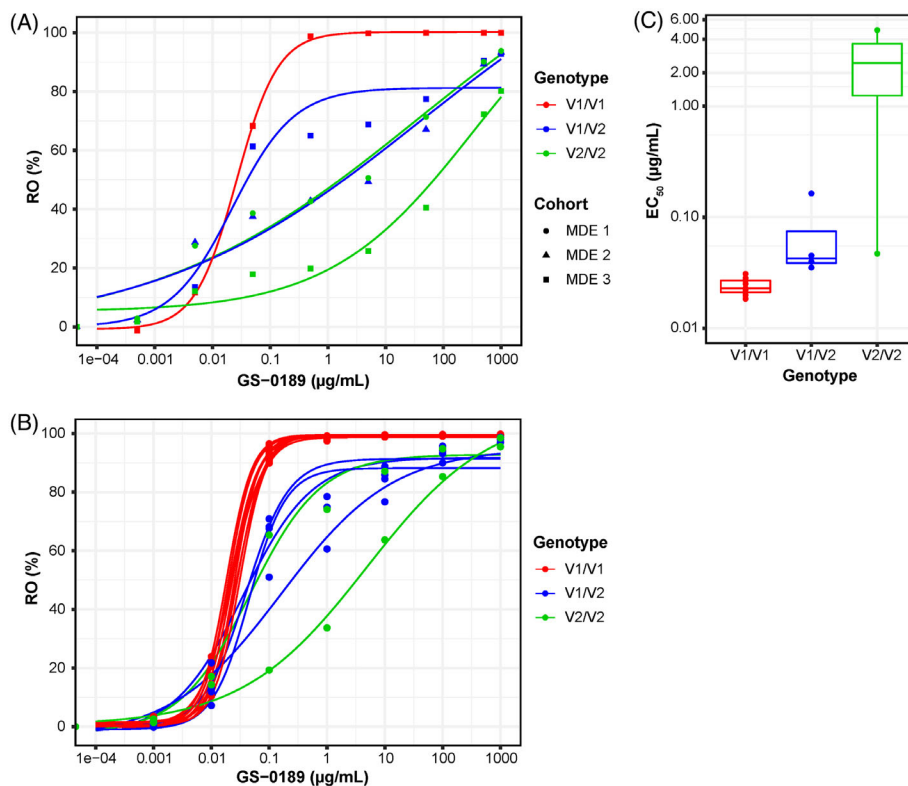 (A)
RO (%)
100
80
60
40
20
0
1e−04
0.001
0.01
0.1
1
10
100
1000
GS−0189 (µg/mL)
Genotype
V1/V1
V1/V2
V2/V2
Cohort
MDE 1
MDE 2
MDE 3
(C)
EC50 (µg/mL)
6.00
4.00
2.00
1.00
0.10
0.01
V1/V1
V1/V2
V2/V2
Genotype
(B)
RO (%)
100
80
60
40
20
0
1e−04
0.001
0.01
0.1
1
10
100
1000
GS−0189 (µg/mL)
Genotype
V1/V1
V1/V2
V2/V2